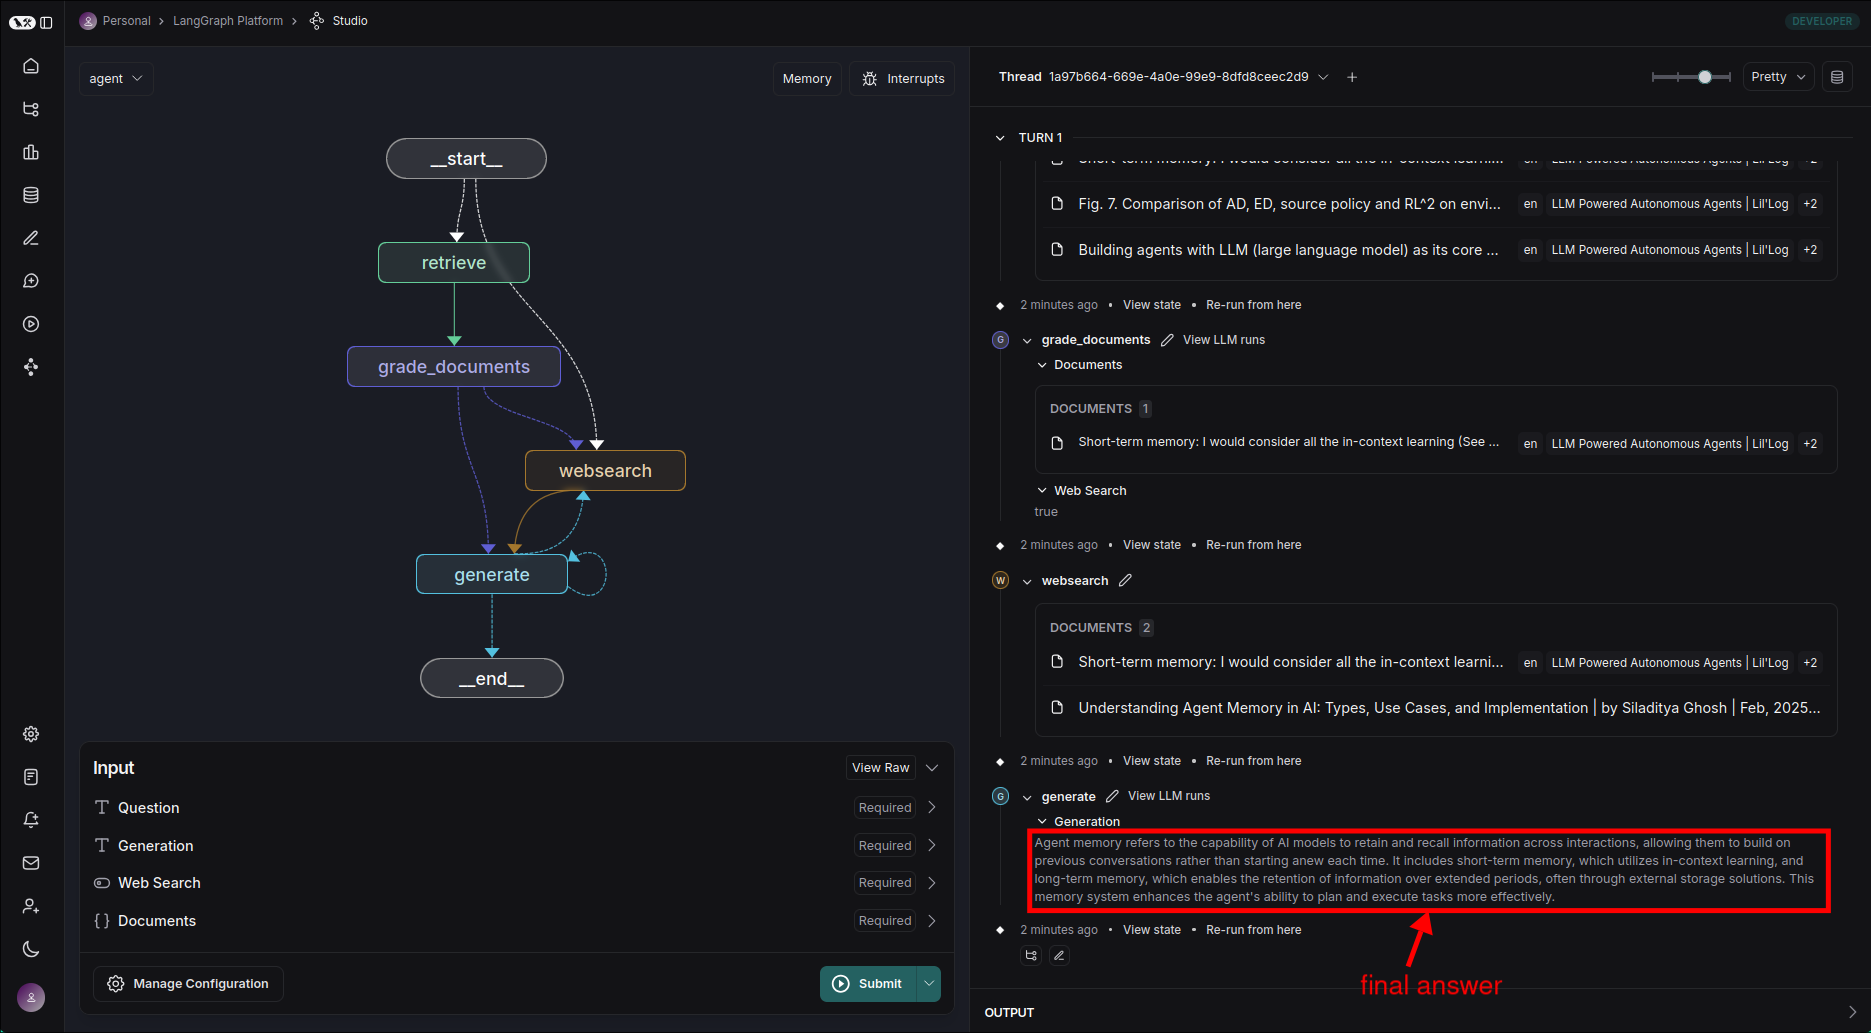 Personal > LangGraph Platform > Studio
DEVELOPER
agent
Memory
Interrupts
__start__
retrieve
grade_documents
websearch
generate
__end__
Input
View Raw
Question
Required
Generation
Required
Web Search
Required
Documents
Required
Manage Configuration
Submit
Thread 1a97b664-669e-4a0e-99e9-8dfd8ceec2d9
Pretty
TURN 1
Short-term memory: I would consider all the in-context learni... en LLM Powered Autonomous Agents | Lil'Log +2
Fig. 7. Comparison of AD, ED, source policy and RL^2 on envi... en LLM Powered Autonomous Agents | Lil'Log +2
Building agents with LLM (large language model) as its core ... en LLM Powered Autonomous Agents | Lil'Log +2
2 minutes ago • View state • Re-run from here
G grade_documents View LLM runs
Documents
DOCUMENTS 1
Short-term memory: I would consider all the in-context learning (See ... en LLM Powered Autonomous Agents | Lil'Log +2
Web Search
true
2 minutes ago • View state • Re-run from here
W websearch
DOCUMENTS 2
Short-term memory: I would consider all the in-context learni... en LLM Powered Autonomous Agents | Lil'Log +2
Understanding Agent Memory in AI: Types, Use Cases, and Implementation | by Siladitya Ghosh | Feb, 2025...
2 minutes ago • View state • Re-run from here
G generate View LLM runs
Generation
Agent memory refers to the capability of AI models to retain and recall information across interactions, allowing them to build on
previous conversations rather than starting anew each time. It includes short-term memory, which utilizes in-context learning, and
long-term memory, which enables the retention of information over extended periods, often through external storage solutions. This
memory system enhances the agent's ability to plan and execute tasks more effectively.
2 minutes ago • View state • Re-run from here
final answer
OUTPUT